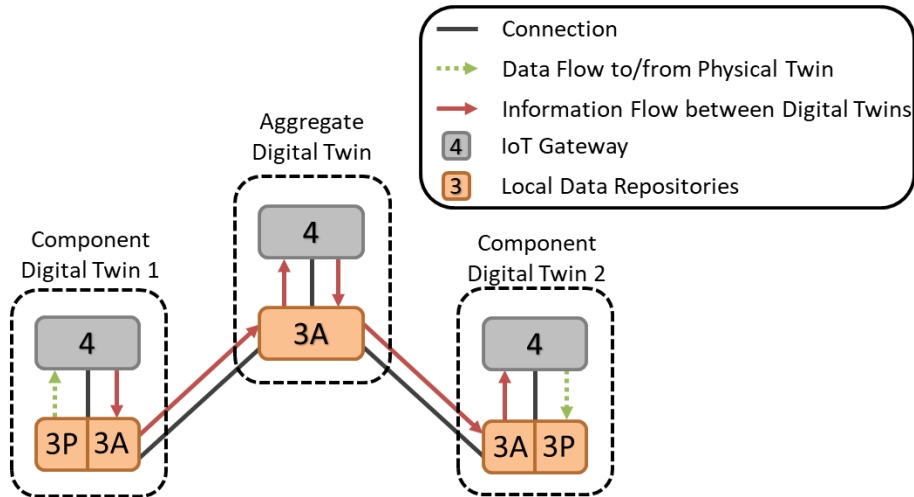 Connection
Data Flow to/from Physical Twin
Information Flow between Digital Twins
4 IoT Gateway
3 Local Data Repositories
Aggregate
Digital Twin
4
3A
Component
Digital Twin 1
4
3P 3A
Component
Digital Twin 2
4
3A 3P